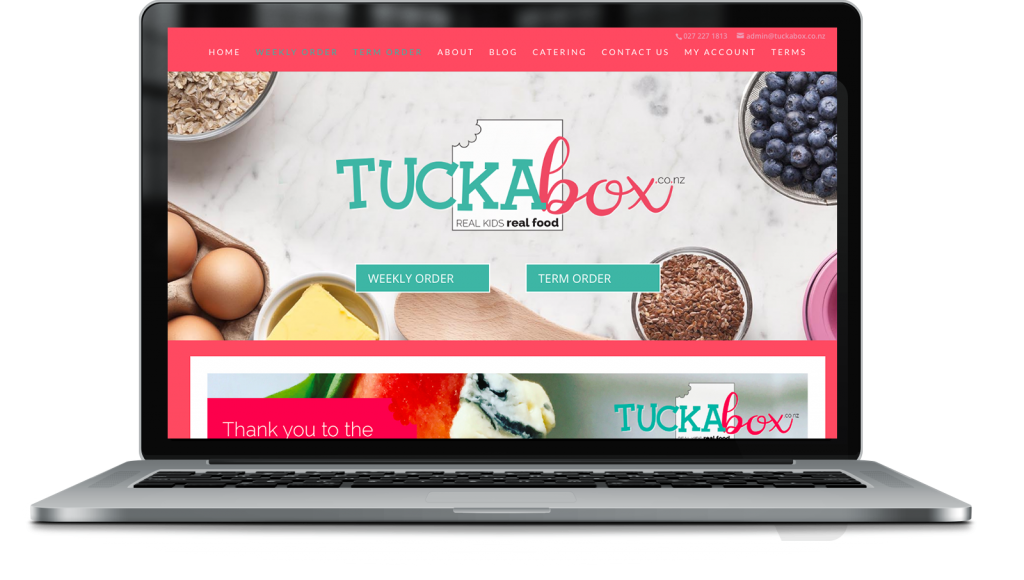 027 227 1813 admin@tuckabox.co.nz
HOME WEEKLY ORDER TERM ORDER ABOUT BLOG CATERING CONTACT US MY ACCOUNT TERMS
TUCKAbox.co.nz
REAL KIDS real food
WEEKLY ORDER TERM ORDER
Thank you to the
TUCKAbox.co.nz
REAL KIDS real food